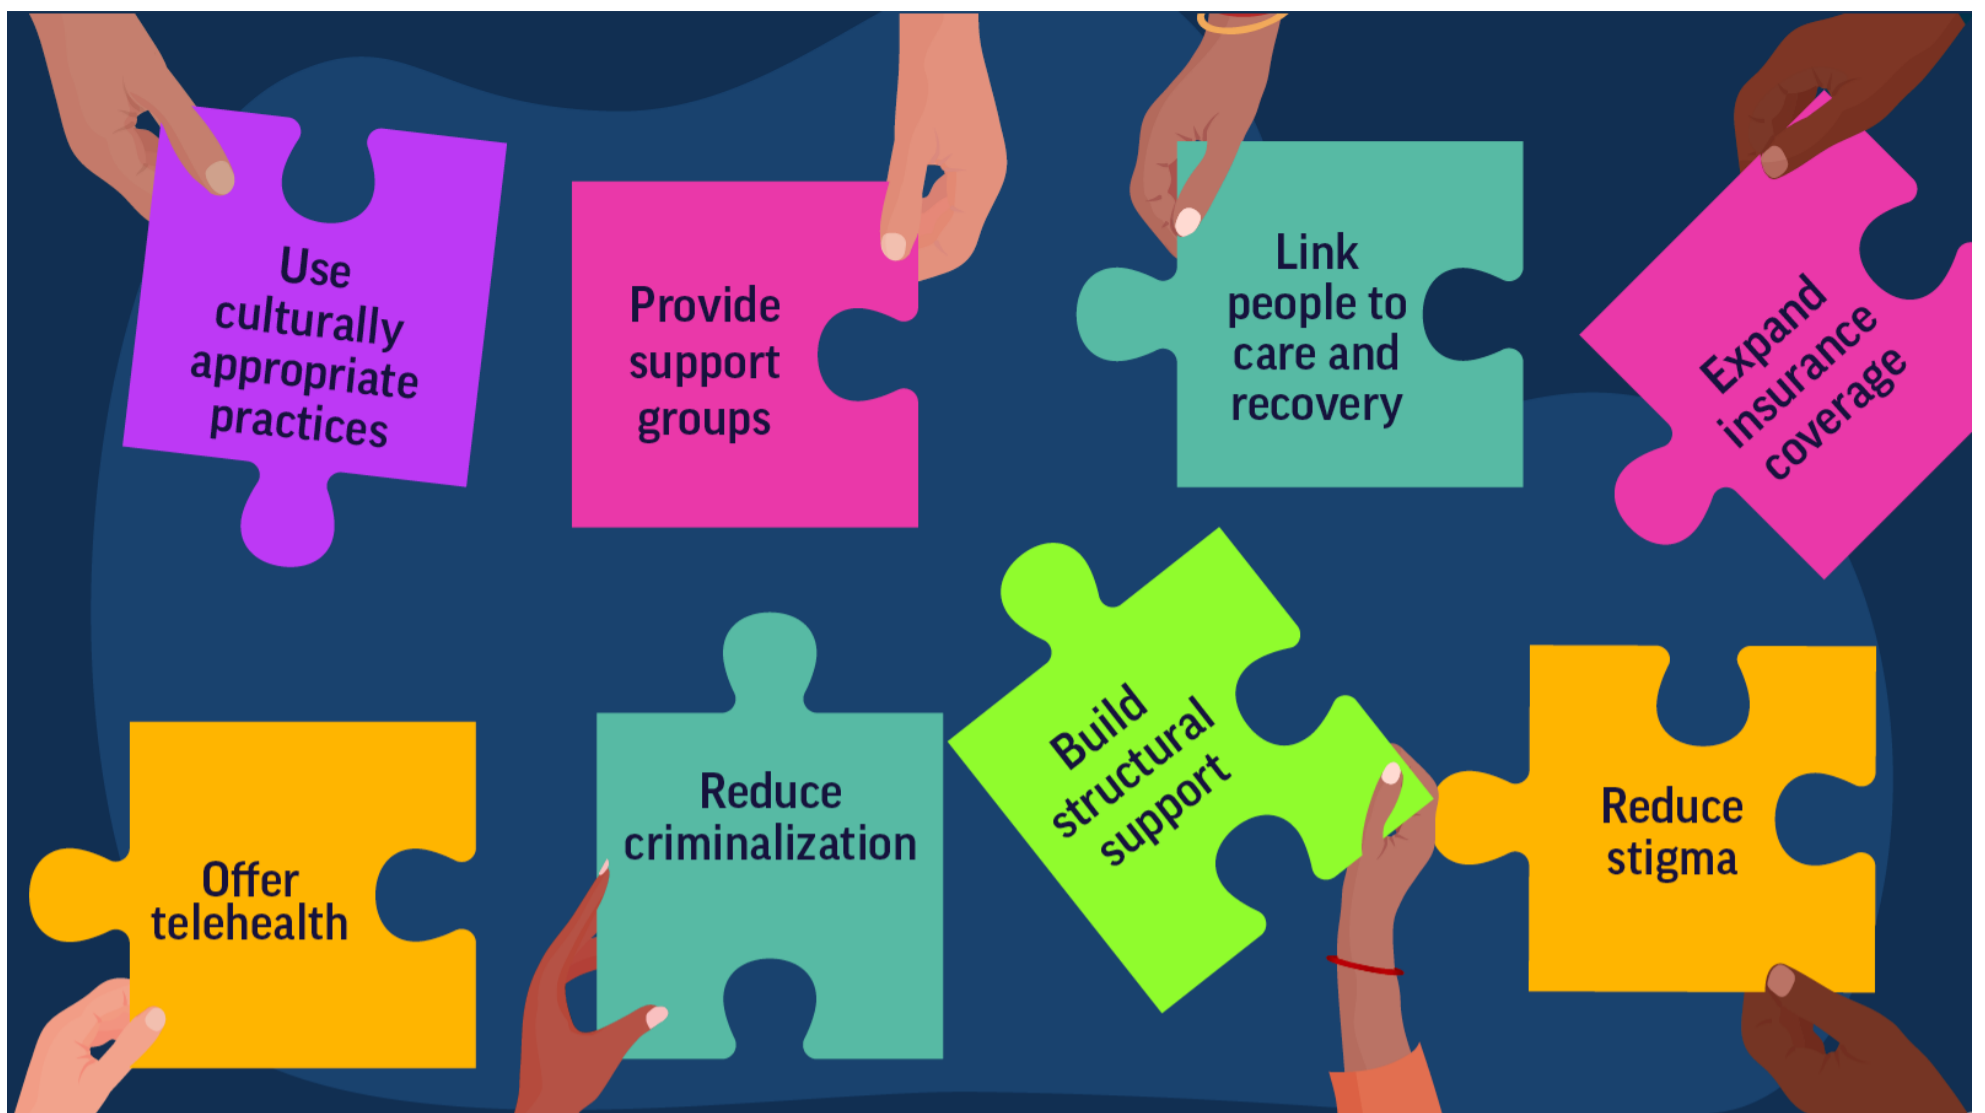 Use
culturally
appropriate
practices
Provide
support
groups
Link
people to
care and
recovery
Expand
insurance
coverage
Offer
telehealth
Reduce
criminalization
Build
structural
support
Reduce
stigma